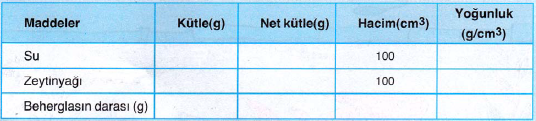 Maddeler Kütle(g) Net kütle(g) Hacim(cm3) Yoğunluk (g/cm3)
Su 100
Zeytinyağı 100
Beherglasın darası (g)